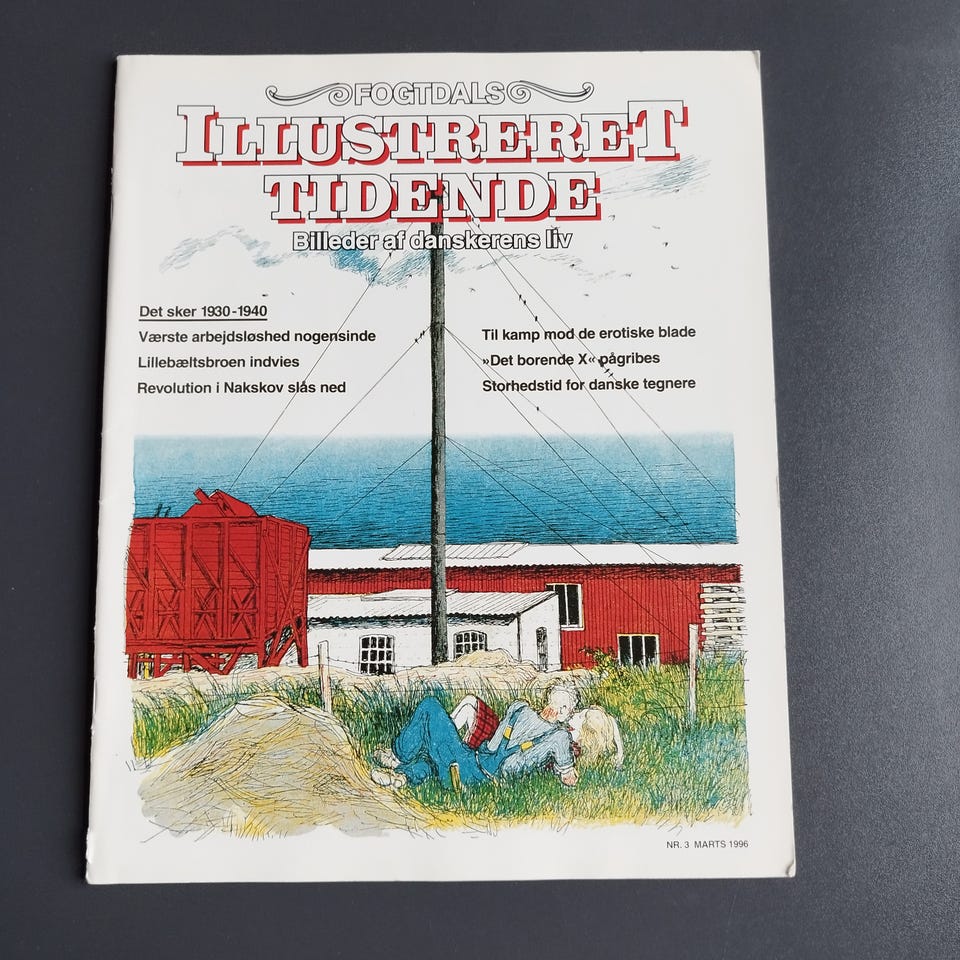 FOGTDALS
ILLUSTRERET
TIDENDE
Billeder af danskerens liv
Det sker 1930-1940
Værste arbejdsløshed nogensinde
Lillebæltsbroen indvies
Revolution i Nakskov slås ned
Til kamp mod de erotiske blade
»Det borende X« pågribes
Storhedstid for danske tegnere
NR. 3 MARTS 1996